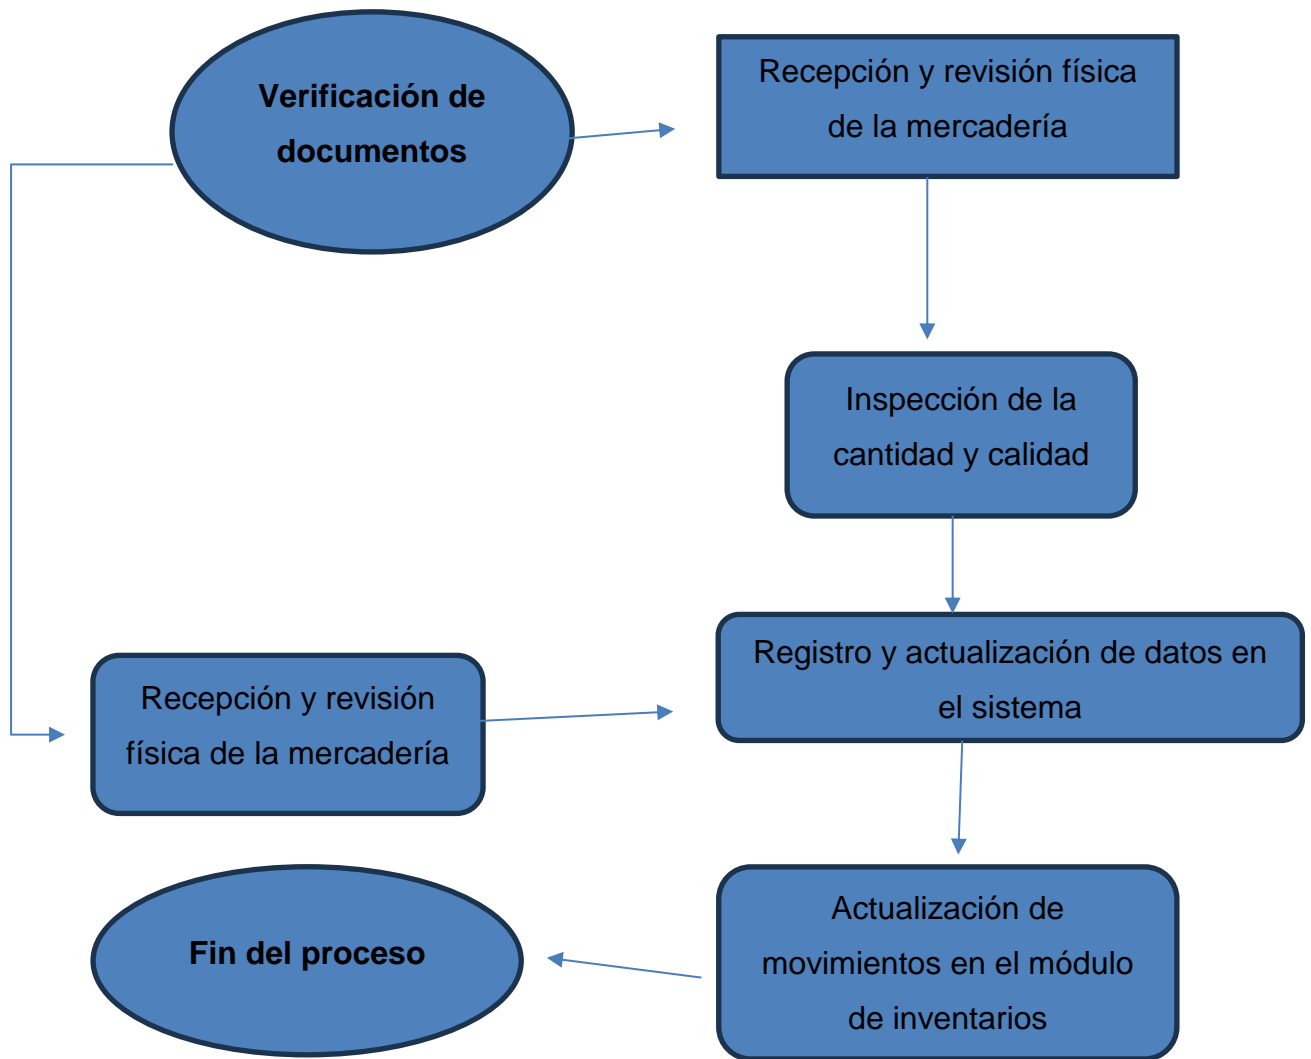 Verificación de
documentos
Recepción y revisión física
de la mercadería
Inspección de la
cantidad y calidad
Registro y actualización de datos en
el sistema
Recepción y revisión
física de la mercadería
Actualización de
movimientos en el módulo
de inventarios
Fin del proceso